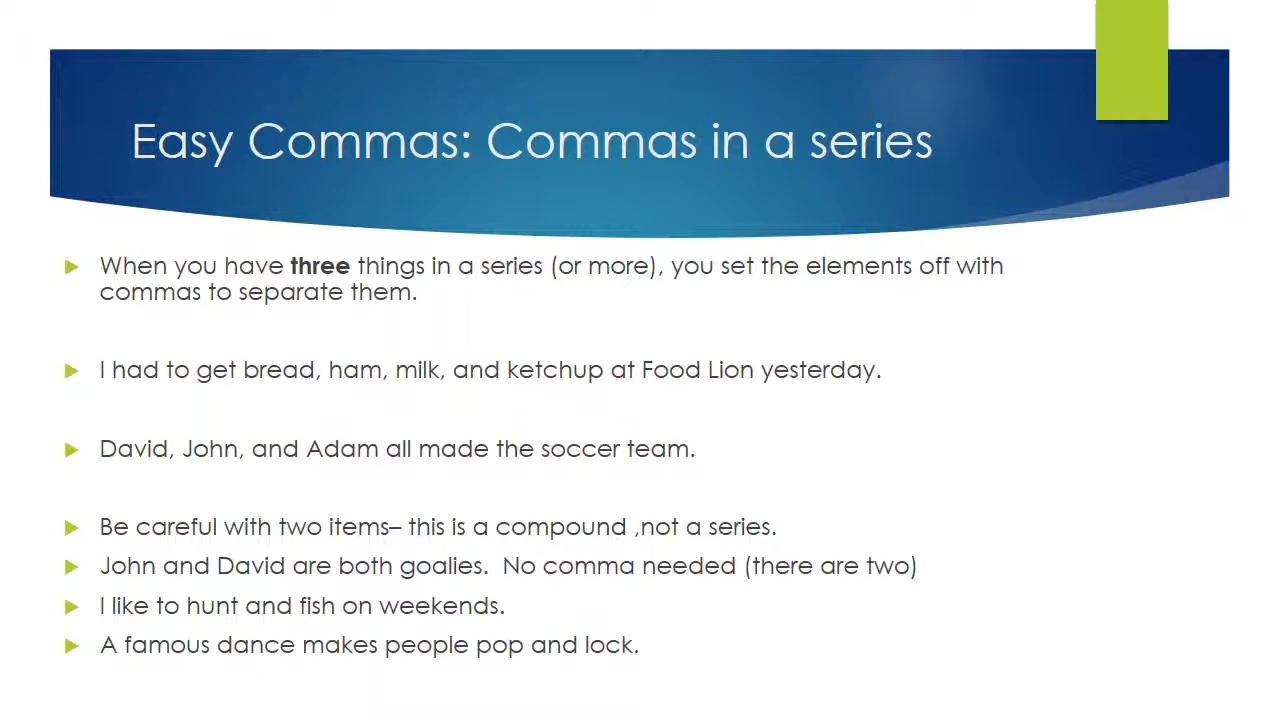 Easy Commas: Commas in a series
When you have three things in a series (or more), you set the elements off with
commas to separate them.
I had to get bread, ham, milk, and ketchup at Food Lion yesterday.
David, John, and Adam all made the soccer team.
Be careful with two items– this is a compound ,not a series.
John and David are both goalies.  No comma needed (there are two)
I like to hunt and fish on weekends.
A famous dance makes people pop and lock.